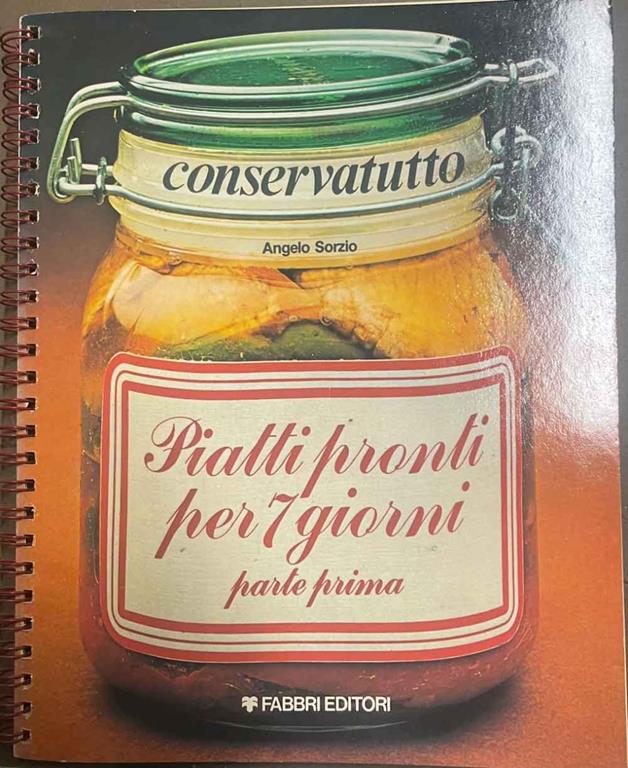 conservatutto
Angelo Sorzio
Piatti pronti
per 7 giorni
parte prima
FABBRI EDITORI